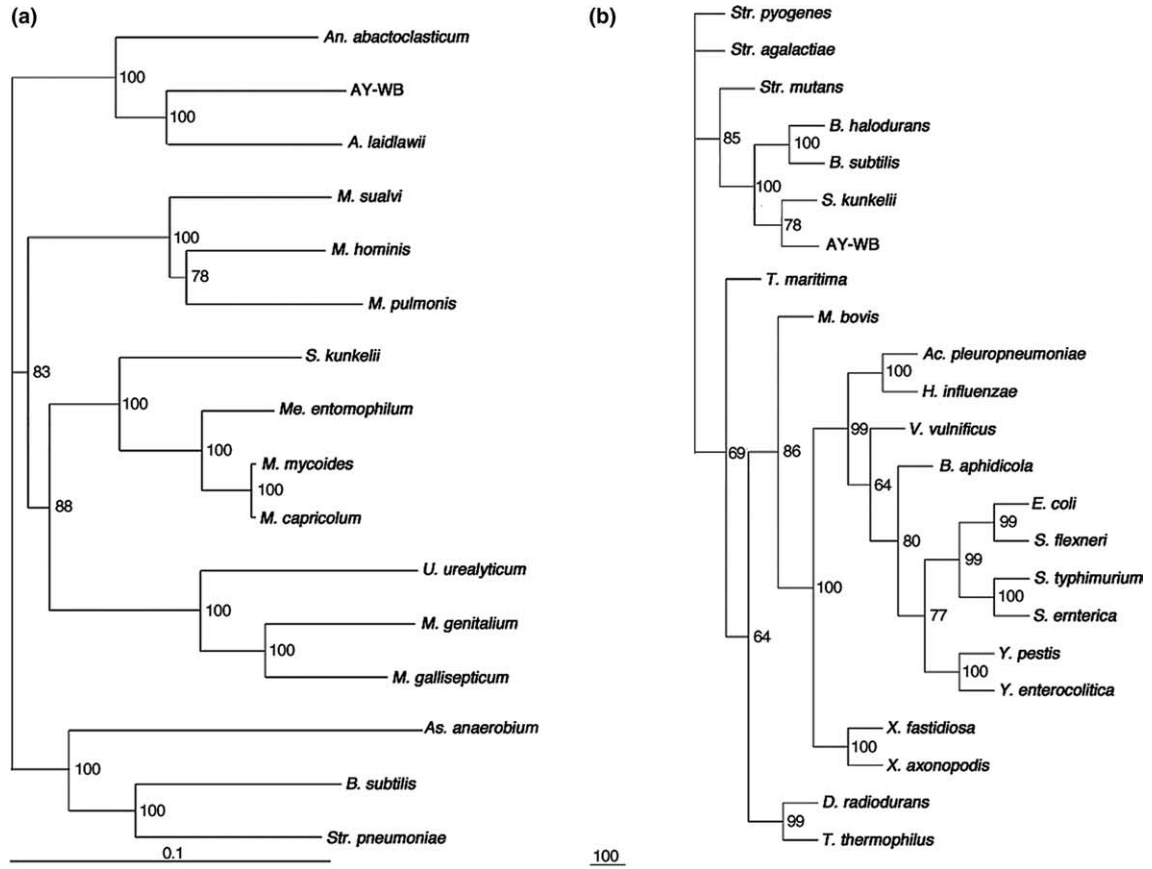 (a)
An. abactoclasticum
100
AY-WB
100
A. laidlawii
M. sualvi
100
M. hominis
78
M. pulmonis
S. kunkelii
83
100
Me. entomophilum
100
M. mycoides
100
M. capricolum
88
U. urealyticum
100
M. genitalium
100
M. gallisepticum
As. anaerobium
100
B. subtilis
100
Str. pneumoniae
0.1
(b)
Str. pyogenes
Str. agalactiae
Str. mutans
85
B. halodurans
100
B. subtilis
100
S. kunkelii
78
AY-WB
T. maritima
M. bovis
Ac. pleuropneumoniae
100
H. influenzae
99
V. vulnificus
69
86
B. aphidicola
64
E. coli
99
S. flexneri
80
99
S. typhimurium
100
S. ernterica
100
77
64
Y. pestis
100
Y. enterocolitica
X. fastidiosa
100
X. axonopodis
D. radiodurans
99
T. thermophilus
100